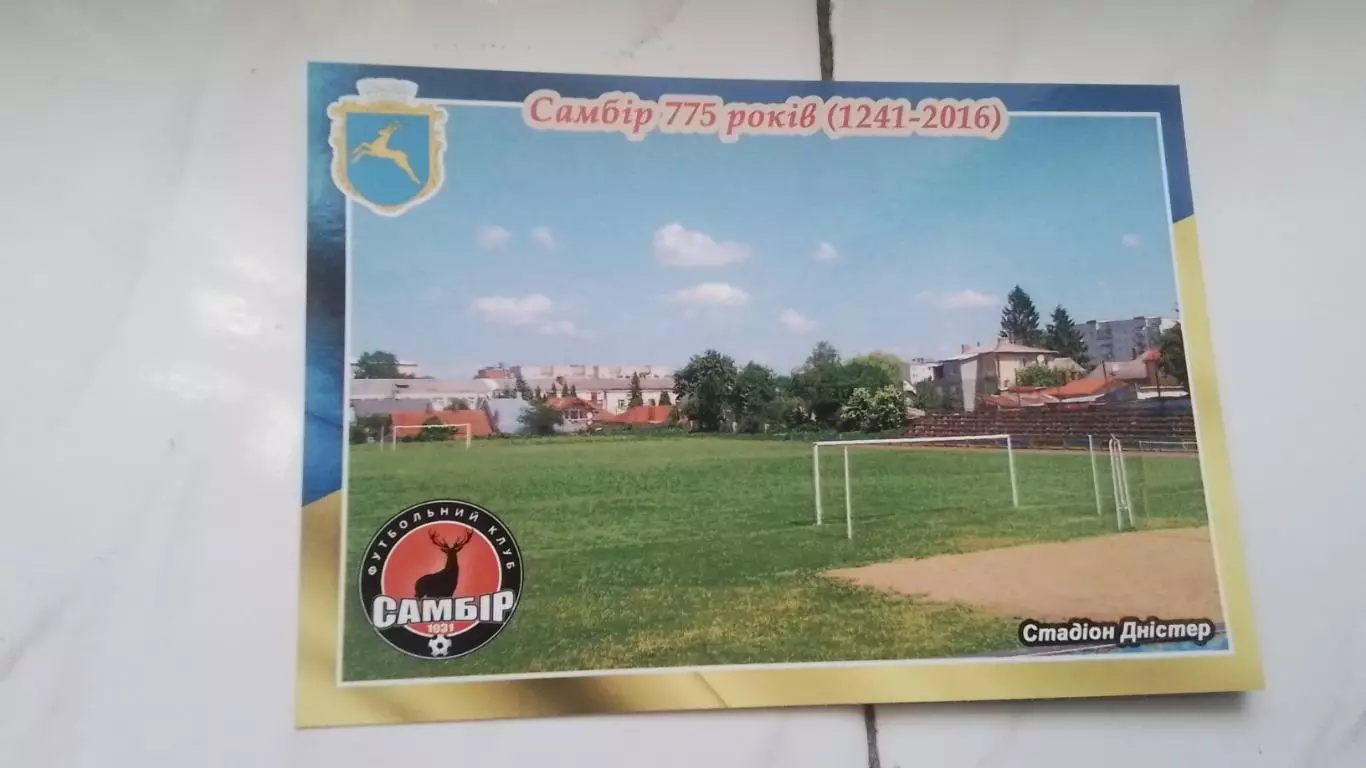 Самбір 775 років (1241-2016)
ФУТБОЛЬНИЙ КЛУБ
САМБІР
1931
Стадіон Дністер